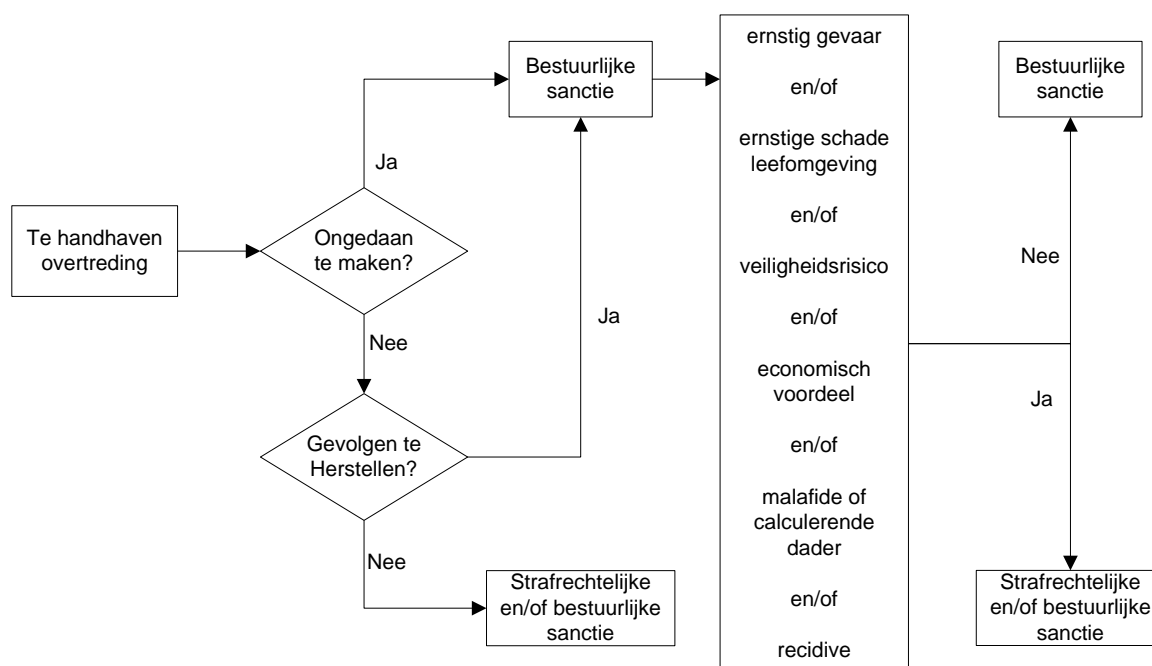 Te handhaven
overtreding
Ongedaan
te maken?
Ja
Nee
Gevolgen te
Herstellen?
Ja
Nee
Bestuurlijke
sanctie
Strafrechtelijke
en/of bestuurlijke
sanctie
ernstig gevaar
en/of
ernstige schade
leefomgeving
en/of
veiligheidsrisico
en/of
economisch
voordeel
en/of
malafide of
calculerende
dader
en/of
recidive
Bestuurlijke
sanctie
Nee
Ja
Strafrechtelijke
en/of bestuurlijke
sanctie